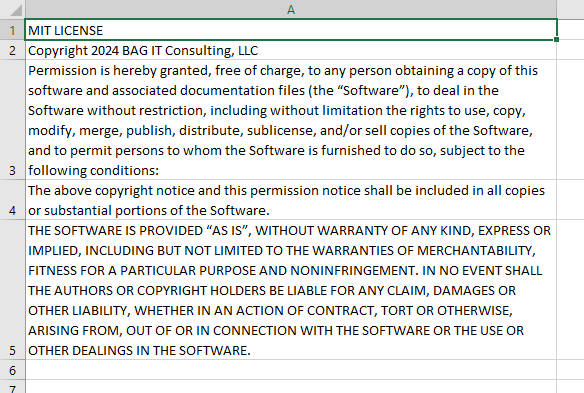 A
1 MIT LICENSE
2 Copyright 2024 BAG IT Consulting, LLC
Permission is hereby granted, free of charge, to any person obtaining a copy of this
software and associated documentation files (the “Software”), to deal in the
Software without restriction, including without limitation the rights to use, copy,
modify, merge, publish, distribute, sublicense, and/or sell copies of the Software,
and to permit persons to whom the Software is furnished to do so, subject to the
3 following conditions:
The above copyright notice and this permission notice shall be included in all copies
4 or substantial portions of the Software.
THE SOFTWARE IS PROVIDED “AS IS”, WITHOUT WARRANTY OF ANY KIND, EXPRESS OR
IMPLIED, INCLUDING BUT NOT LIMITED TO THE WARRANTIES OF MERCHANTABILITY,
FITNESS FOR A PARTICULAR PURPOSE AND NONINFRINGEMENT. IN NO EVENT SHALL
THE AUTHORS OR COPYRIGHT HOLDERS BE LIABLE FOR ANY CLAIM, DAMAGES OR
OTHER LIABILITY, WHETHER IN AN ACTION OF CONTRACT, TORT OR OTHERWISE,
ARISING FROM, OUT OF OR IN CONNECTION WITH THE SOFTWARE OR THE USE OR
5 OTHER DEALINGS IN THE SOFTWARE.
6
7